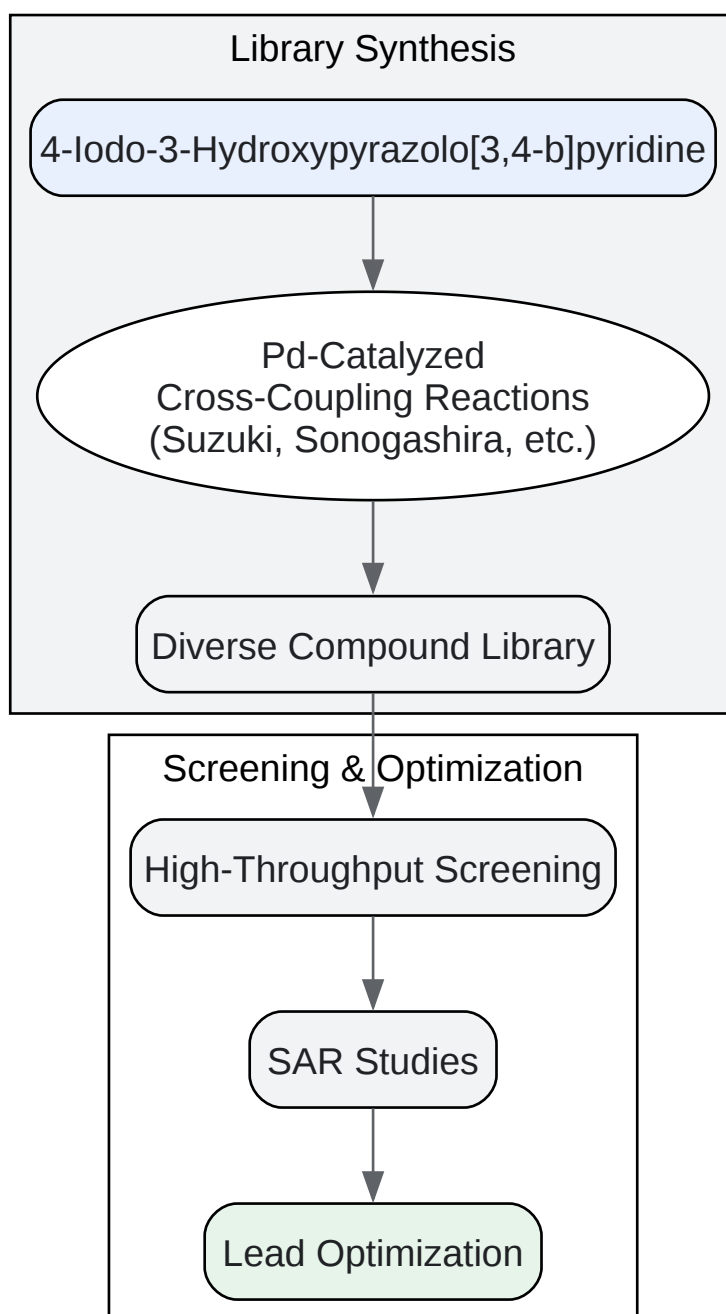 Library Synthesis
4-Iodo-3-Hydroxypyrazolo[3,4-b]pyridine
Pd-Catalyzed
Cross-Coupling Reactions
(Suzuki, Sonogashira, etc.)
Diverse Compound Library
Screening & Optimization
High-Throughput Screening
SAR Studies
Lead Optimization